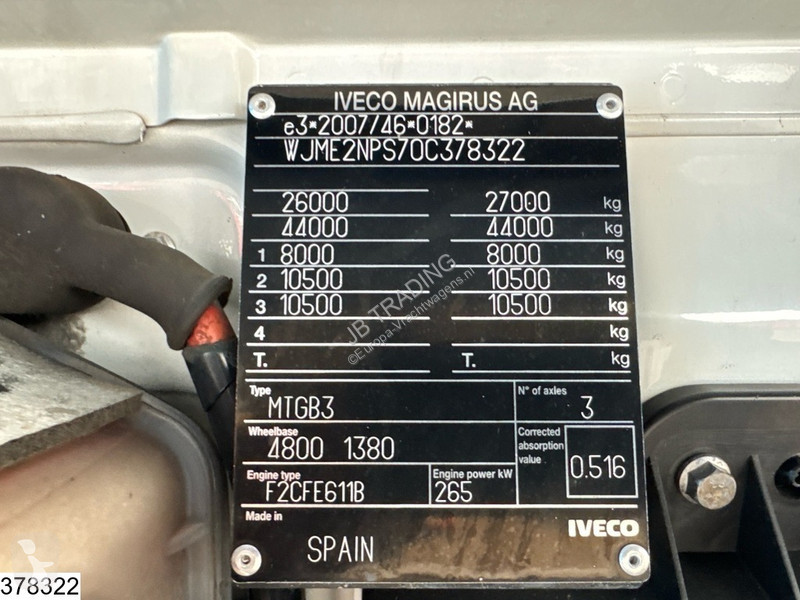 IVECO MAGIRUS AG
e3*2007/46*0182*
WJME2NPS70C378322
26000 27000 kg
44000 44000 kg
1 8000 8000 kg
2 10500 10500 kg
3 10500 10500 kg
4 kg
T. T. kg
JB TRADING
©Europa-Vrachtwagens.nl
Type N° of axles
MTGB3 3
Wheelbase Corrected absorption value
4800 1380 0.516
Engine type Engine power kW
F2CFE611B 265
Made in IVECO
SPAIN
378322